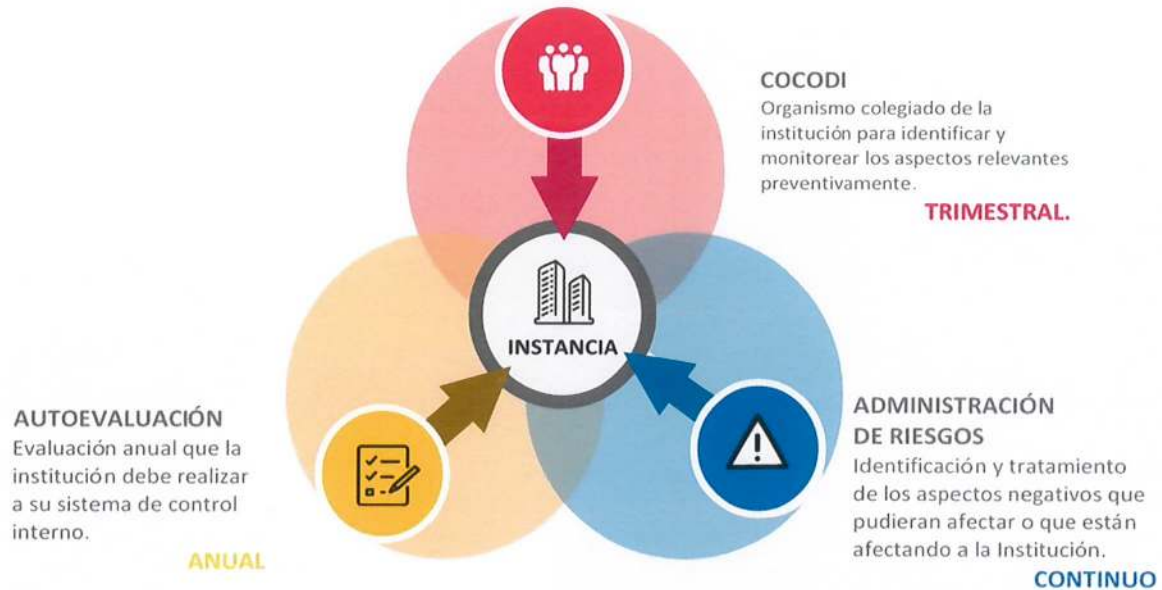 COCODI
Organismo colegiado de la
institución para identificar y
monitorear los aspectos relevantes
preventivamente.
TRIMESTRAL.
INSTANCIA
AUTOEVALUACIÓN
Evaluación anual que la
institución debe realizar
a su sistema de control
interno.
ANUAL
ADMINISTRACIÓN
DE RIESGOS
Identificación y tratamiento
de los aspectos negativos que
pudieran afectar o que están
afectando a la Institución.
CONTINUO